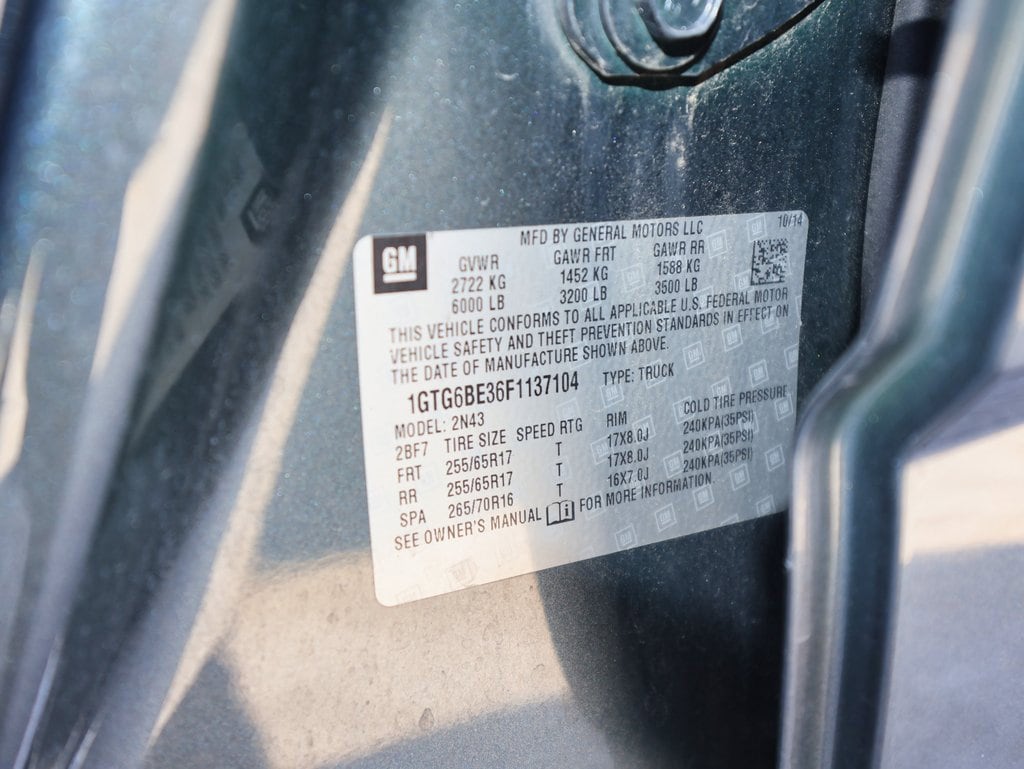 GM
MFD BY GENERAL MOTORS LLC 10/14
GVWR GAWR FRT GAWR RR
2722 KG 1452 KG 1588 KG
6000 LB 3200 LB 3500 LB
THIS VEHICLE CONFORMS TO ALL APPLICABLE U.S. FEDERAL MOTOR
VEHICLE SAFETY AND THEFT PREVENTION STANDARDS IN EFFECT ON
THE DATE OF MANUFACTURE SHOWN ABOVE.
1GTG6BE36F1137104 TYPE: TRUCK
MODEL: 2N43
2BF7 TIRE SIZE SPEED RTG RIM COLD TIRE PRESSURE
FRT 255/65R17 T 17X8.0J 240KPA(35PSI)
RR 255/65R17 T 17X8.0J 240KPA(35PSI)
SPA 265/70R16 T 16X7.0J 240KPA(35PSI)
SEE OWNER'S MANUAL FOR MORE INFORMATION.